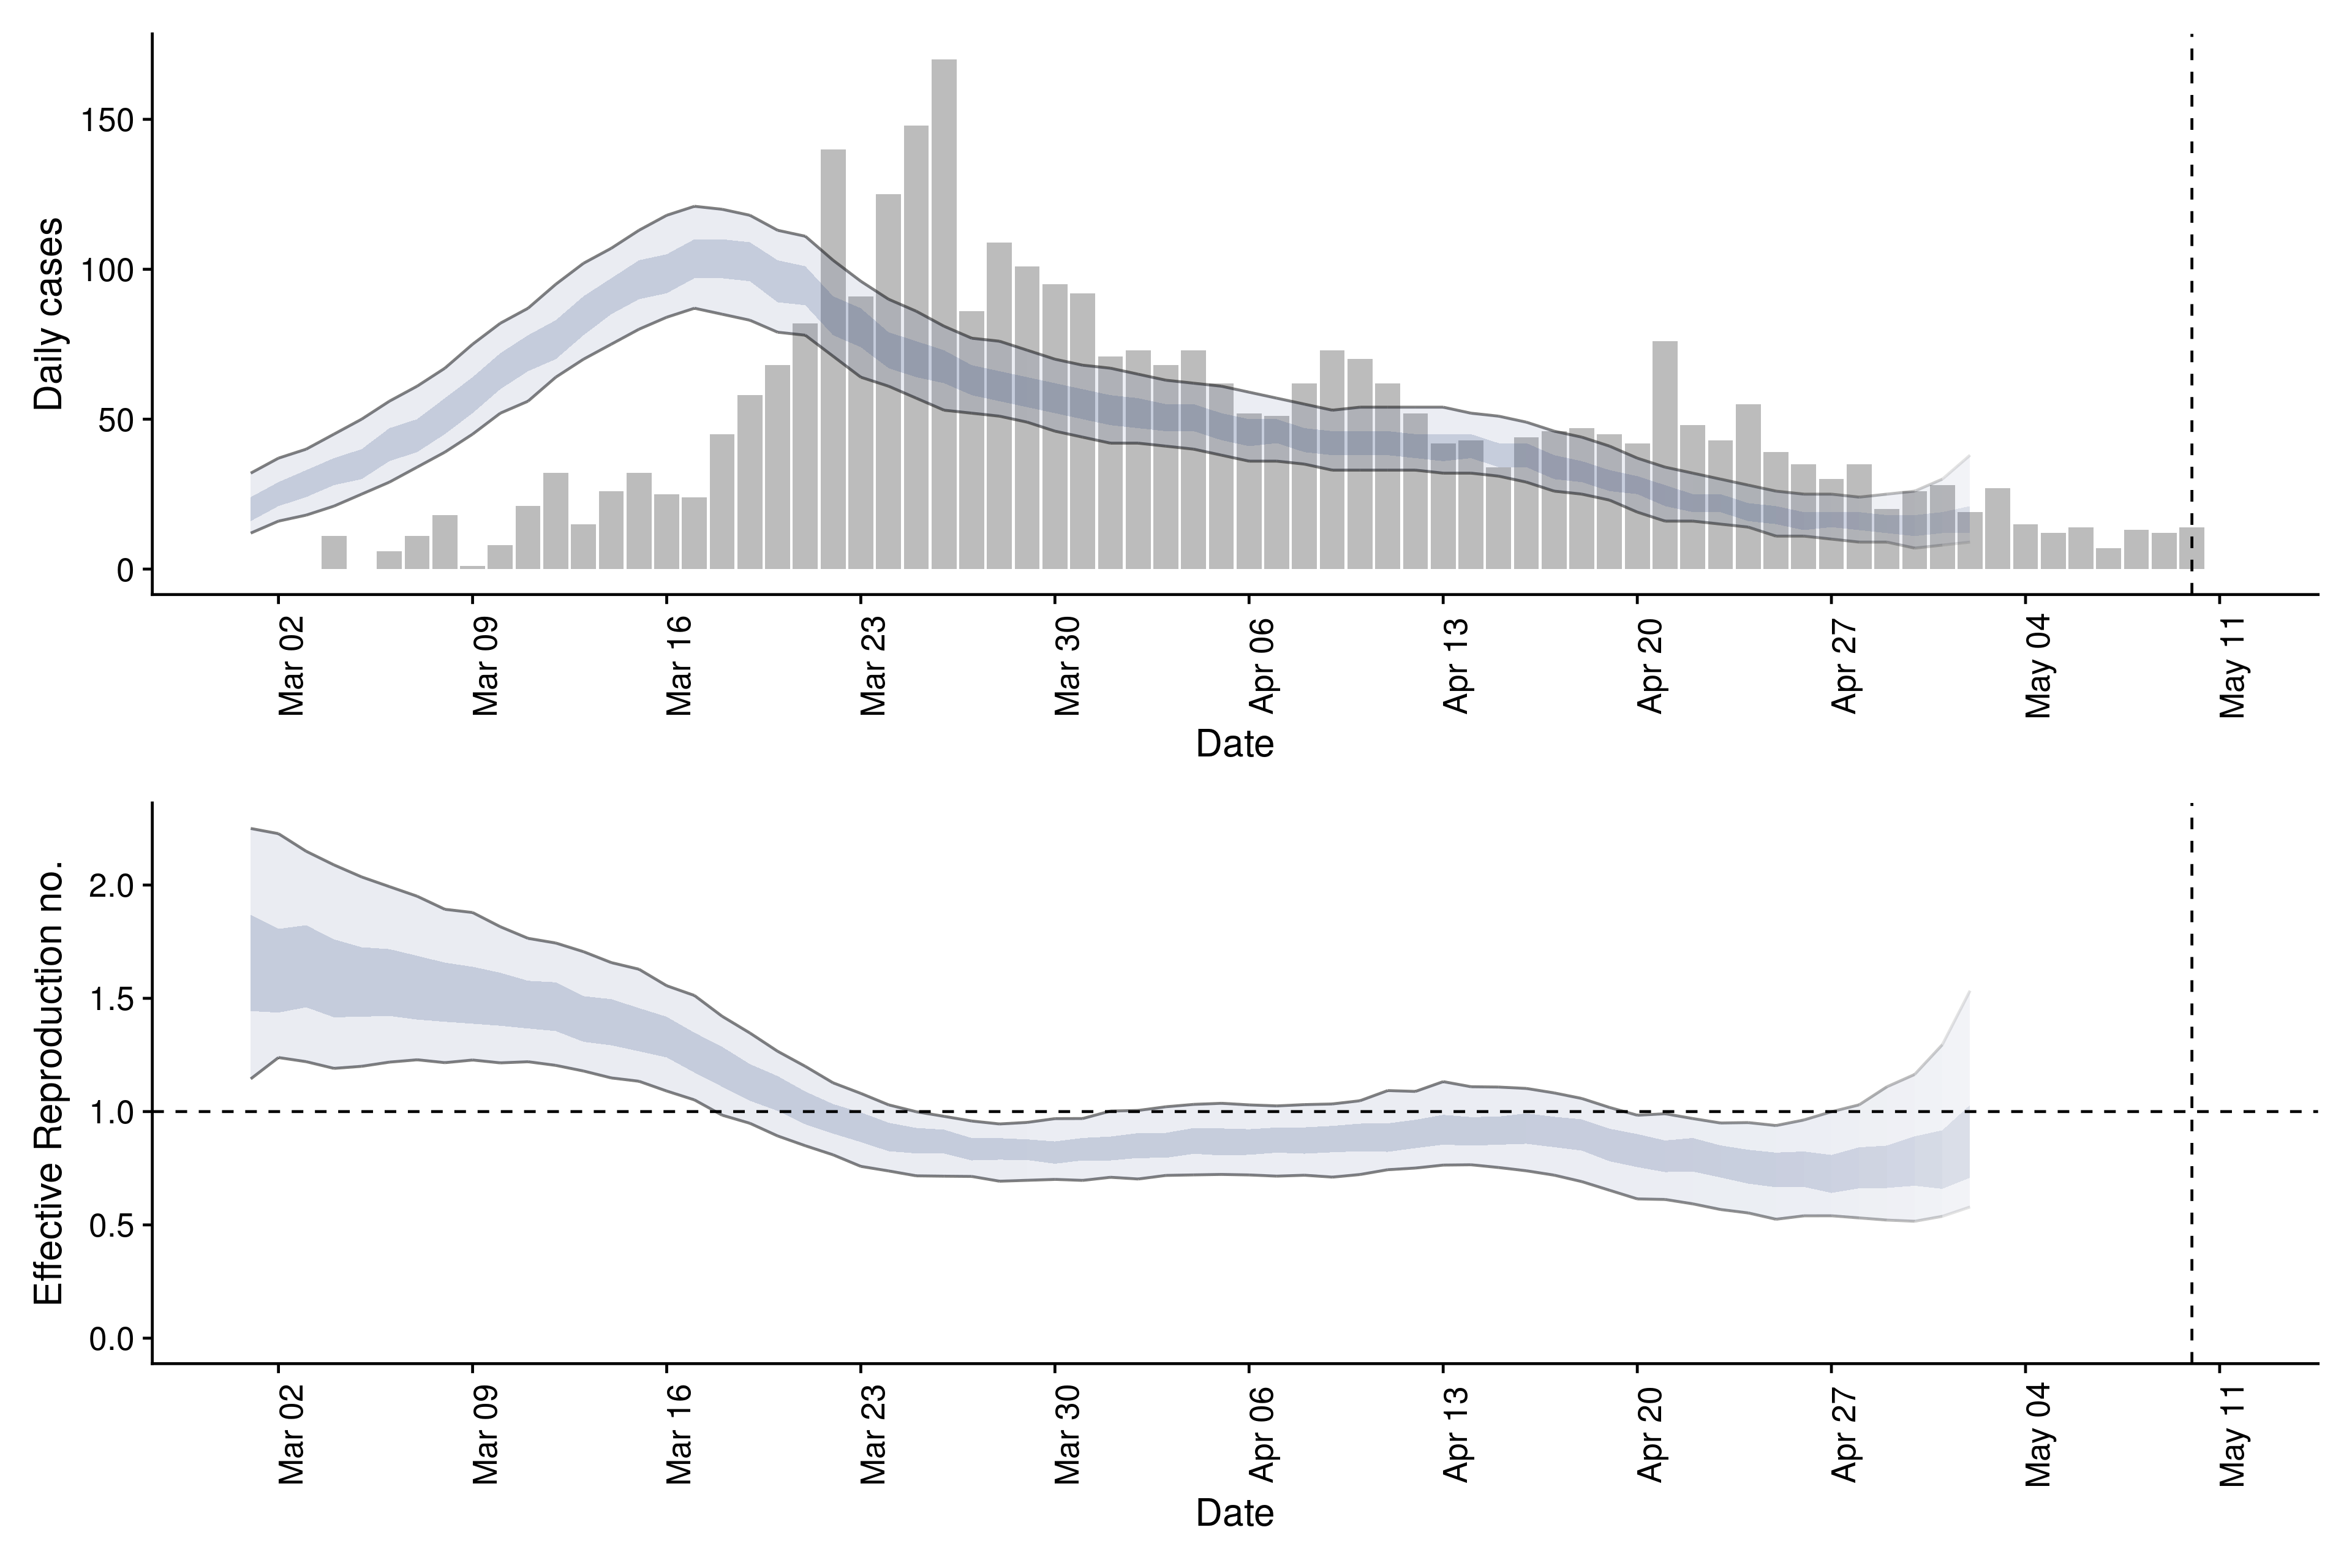 Daily cases
150
100
50
0
Mar 02
Mar 09
Mar 16
Mar 23
Mar 30
Apr 06
Apr 13
Apr 20
Apr 27
May 04
May 11
Date
Effective Reproduction no.
2.0
1.5
1.0
0.5
0.0
Mar 02
Mar 09
Mar 16
Mar 23
Mar 30
Apr 06
Apr 13
Apr 20
Apr 27
May 04
May 11
Date